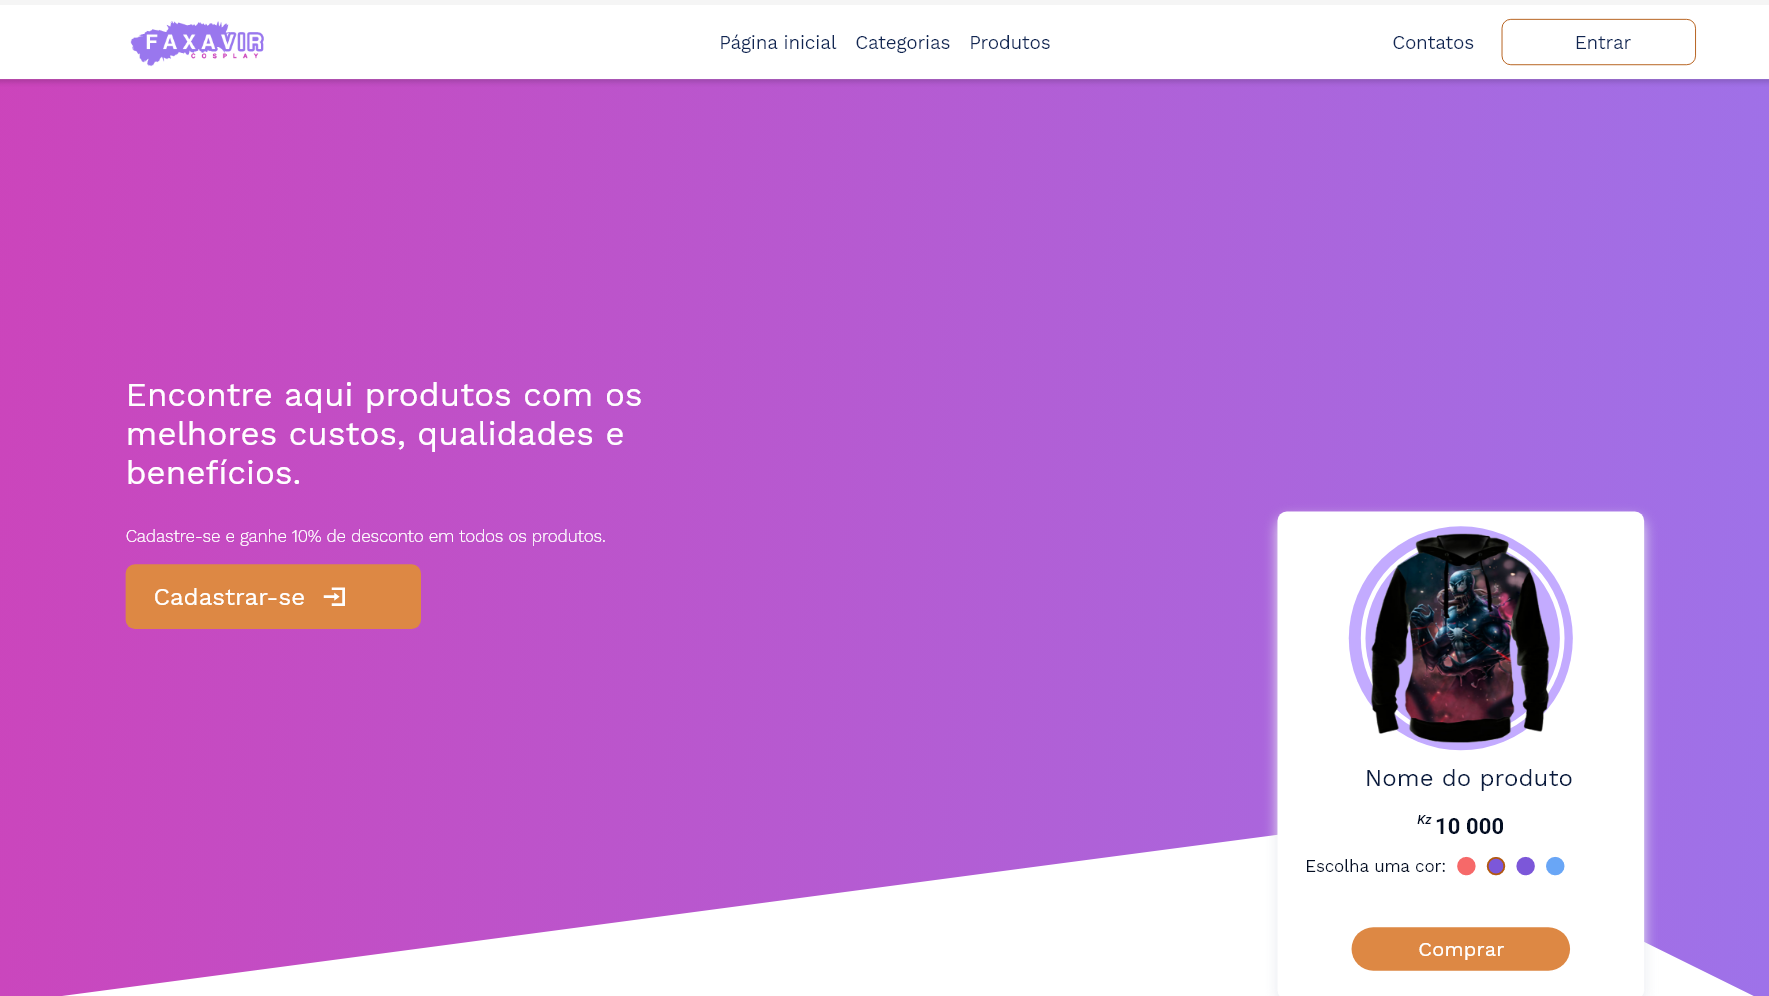 FAXAVIR
COSPLAY
Página inicial Categorias Produtos
Contatos
Entrar
Encontre aqui produtos com os
melhores custos, qualidades e
benefícios.
Cadastre-se e ganhe 10% de desconto em todos os produtos.
Cadastrar-se
Nome do produto
Kz 10 000
Escolha uma cor:
Comprar